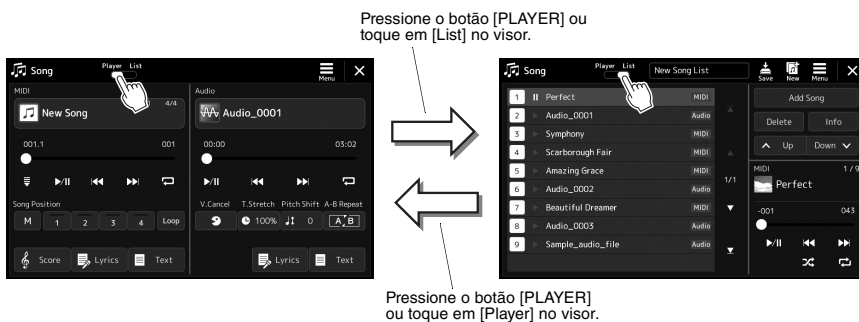 Pressione o botão [PLAYER] ou
toque em [List] no visor.
Song
Player List
Menu
MIDI
New Song
4/4
001.1 001
Song Position
M 1 2 3 4 Loop
Score Lyrics Text
Audio
Audio_0001
00:00 03:02
V.Cancel T.Stretch Pitch Shift A-B Repeat
100% 0 A B
Lyrics Text
Song
Player List
New Song List
Save New Menu
1 Perfect MIDI
2 Audio_0001 Audio
3 Symphony MIDI
4 Scarborough Fair MIDI
5 Amazing Grace MIDI
6 Audio_0002 Audio
7 Beautiful Dreamer MIDI
8 Audio_0003 Audio
9 Sample_audio_file Audio
1/1
Add Song
Delete Info
Up Down
MIDI 1 / 9
Perfect
-001 043
Pressione o botão [PLAYER]
ou toque em [Player] no visor.